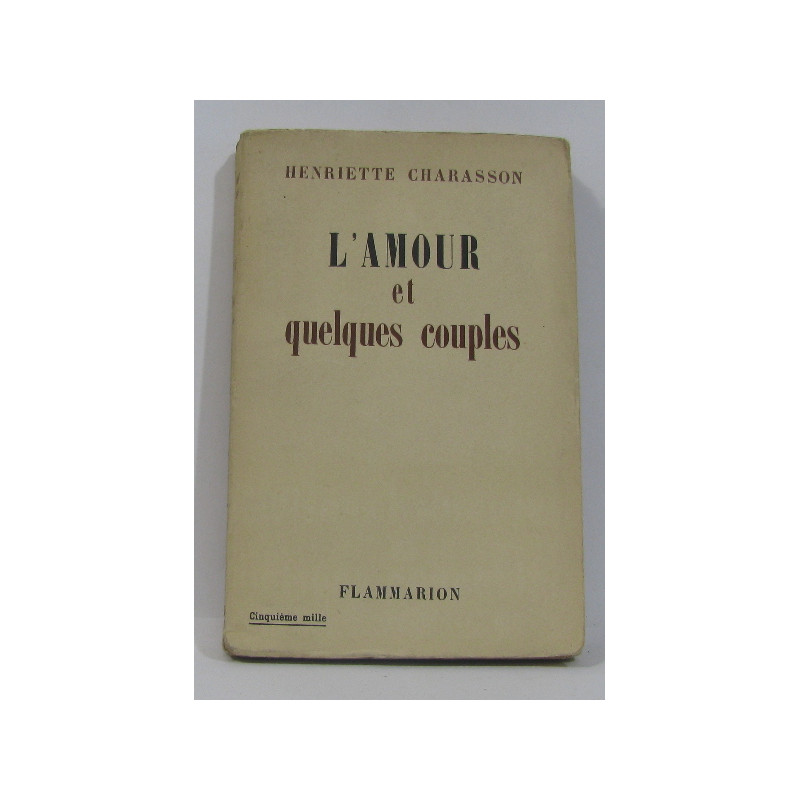 HENRIETTE CHARASSON
L'AMOUR
et
quelques couples
FLAMMARION
Cinquième mille